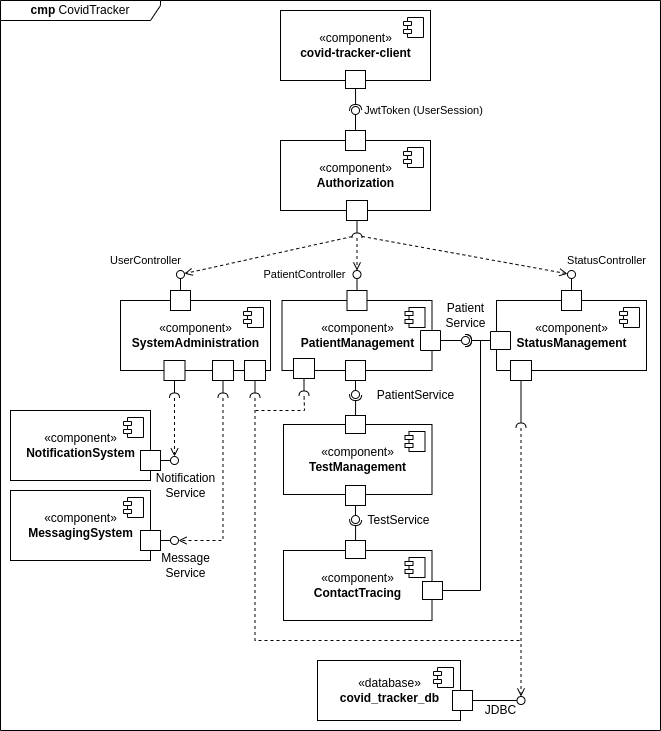 cmp CovidTracker
«component»
covid-tracker-client
JwtToken (UserSession)
«component»
Authorization
UserController
PatientController
StatusController
«component»
SystemAdministration
«component»
PatientManagement
Patient
Service
«component»
StatusManagement
PatientService
«component»
NotificationSystem
Notification
Service
«component»
TestManagement
«component»
MessagingSystem
Message
Service
TestService
«component»
ContactTracing
«database»
covid_tracker_db
JDBC